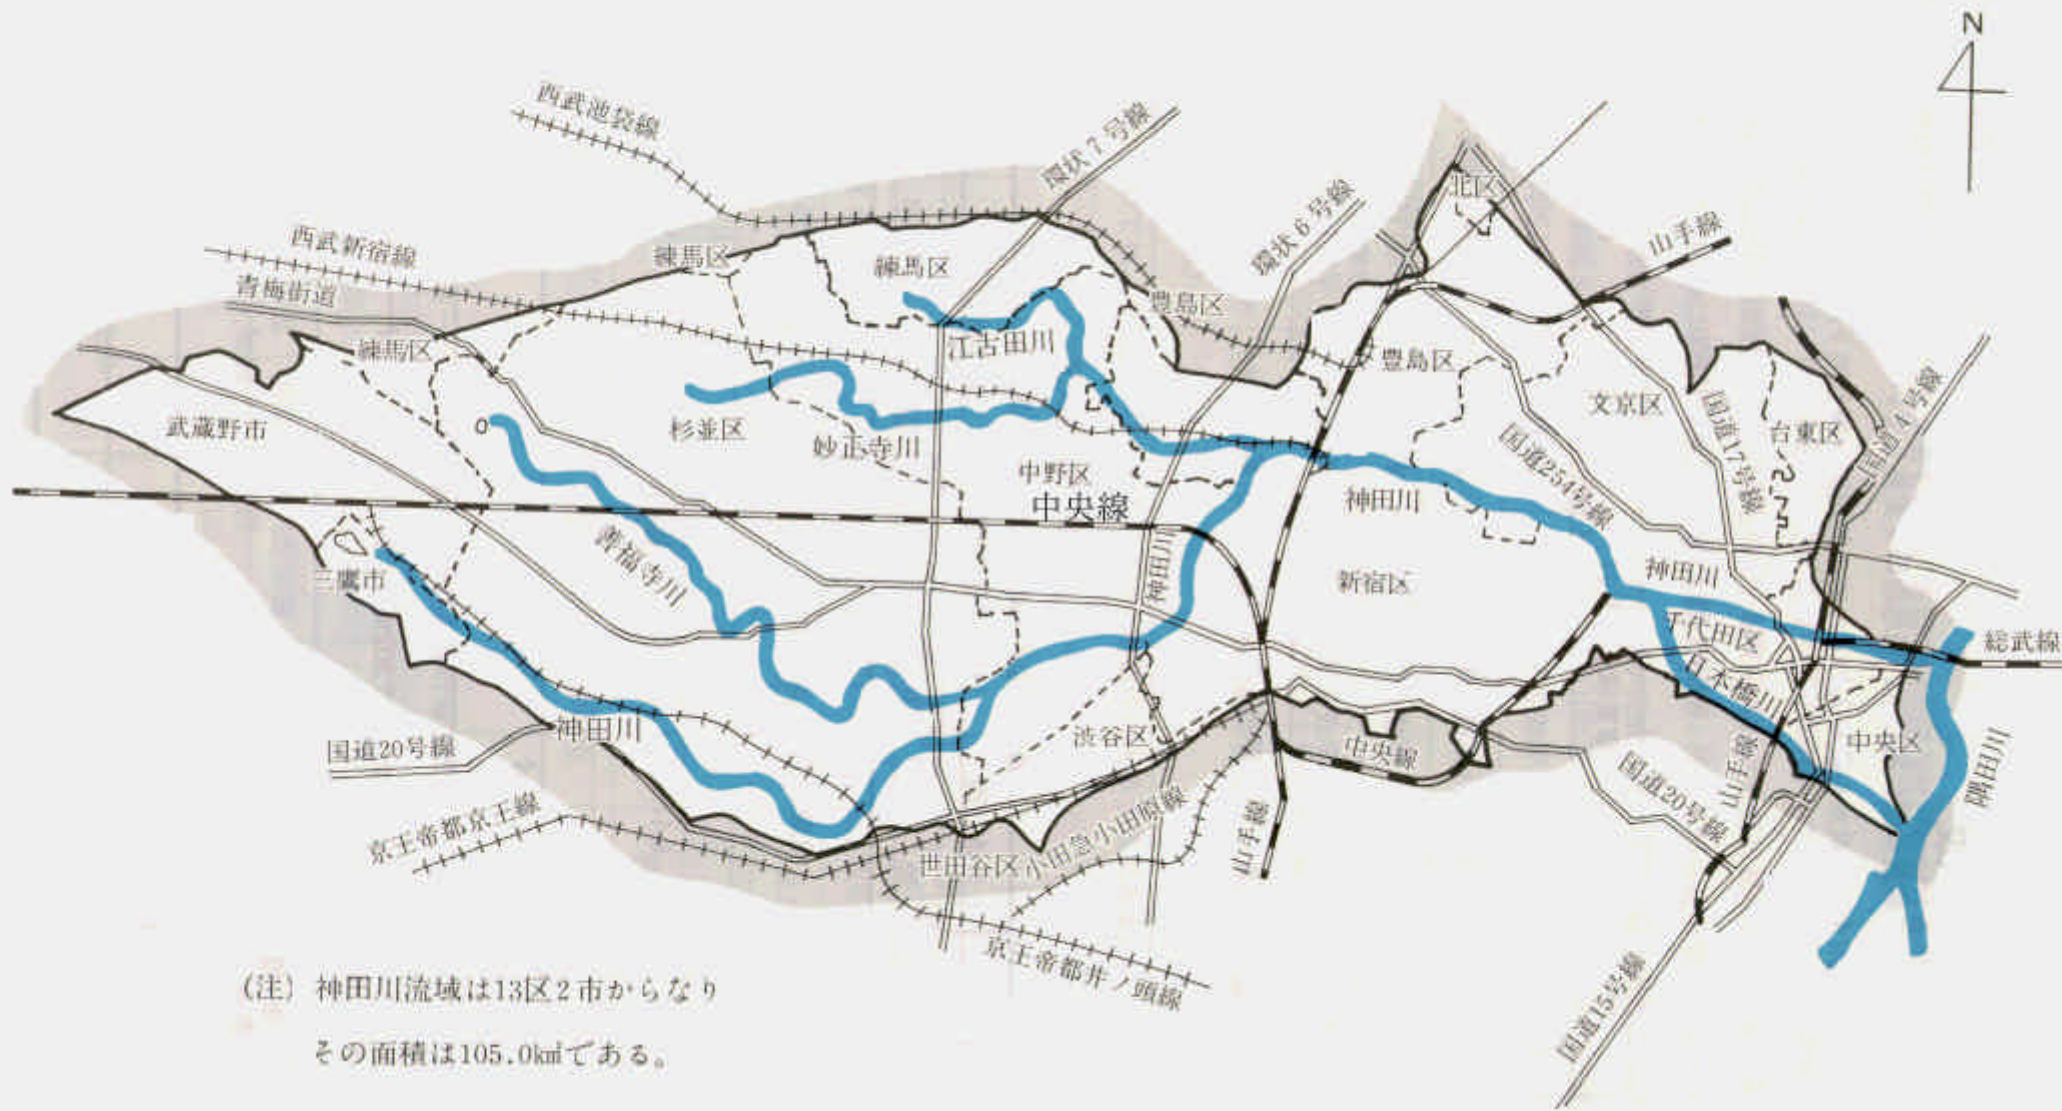 N
西武池袋線
環状7号線
環状6号線
北区
山手線
西武新宿線
青梅街道
練馬区
練馬区
豊島区
練馬区
江古田川
豊島区
文京区
国道17号線
台東区
国道4号線
武蔵野市
杉並区
妙正寺川
中野区
中央線
国道254号線
神田川
善福寺川
神田川
三鷹市
新宿区
神田川
千代田区
総武線
日本橋川
神田川
国道20号線
渋谷区
中央線
国道20号線
山手線
中央区
隅田川
京王帝都京王線
世田谷区
小田急小田原線
山手線
京王帝都井ノ頭線
国道15号線
(注) 神田川流域は13区2市からなり
その面積は105.0km²である。